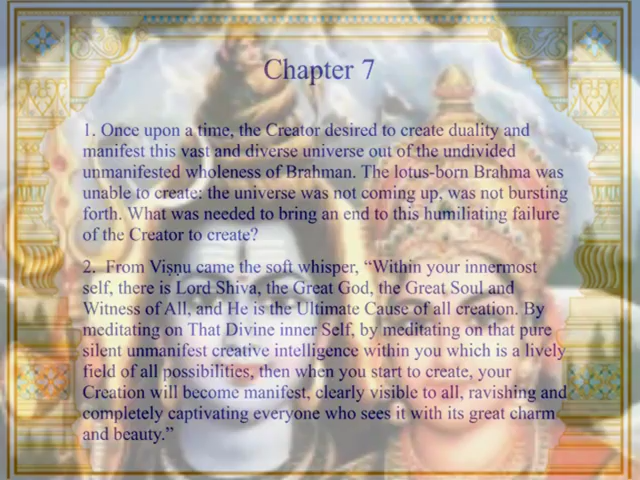 Chapter 7
1. Once upon a time, the Creator desired to create duality and
manifest this vast and diverse universe out of the undivided
unmanifested wholeness of Brahman. The lotus-born Brahma was
unable to create: the universe was not coming up, was not bursting
forth. What was needed to bring an end to this humiliating failure
of the Creator to create?
2.  From Viṣṇu came the soft whisper, “Within your innermost
self, there is Lord Shiva, the Great God, the Great Soul and
Witness of All, and He is the Ultimate Cause of all creation. By
meditating on That Divine inner Self, by meditating on that pure
silent unmanifest creative intelligence within you which is a lively
field of all possibilities, then when you start to create, your
Creation will become manifest, clearly visible to all, ravishing and
completely captivating everyone who sees it with its great charm
and beauty.”